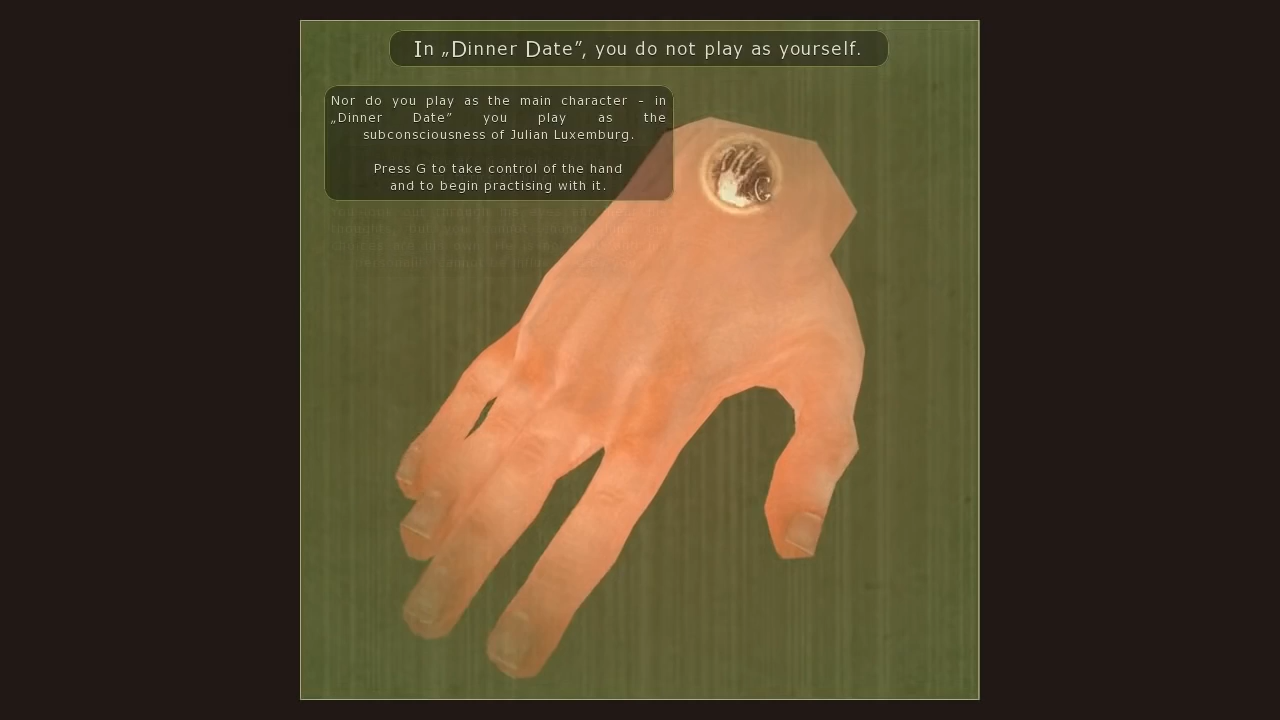 In „Dinner Date”, you do not play as yourself.
Nor do you play as the main character - in
„Dinner Date” you play as the
subconsciousness of Julian Luxemburg.
Press G to take control of the hand
and to begin practising with it.
G